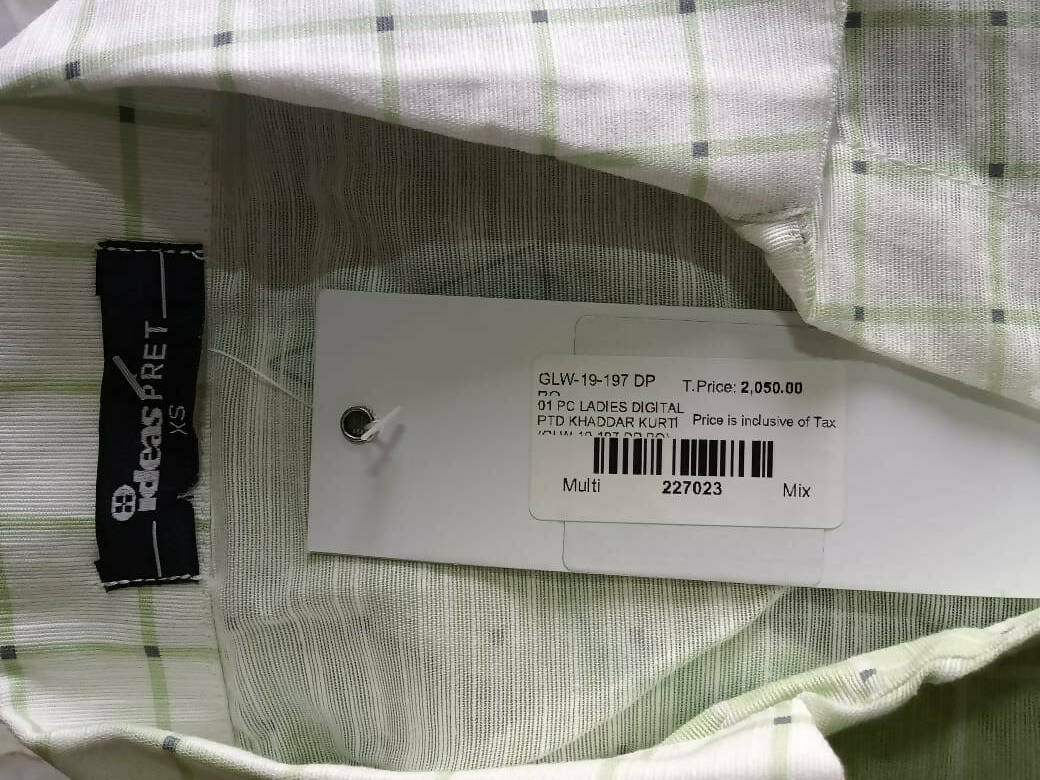 ideas PRET
XS
GLW-19-197 DP
T.Price: 2,050.00
01 PC LADIES DIGITAL
PTD KHADDAR KURTI
Price is inclusive of Tax
Multi
227023
Mix